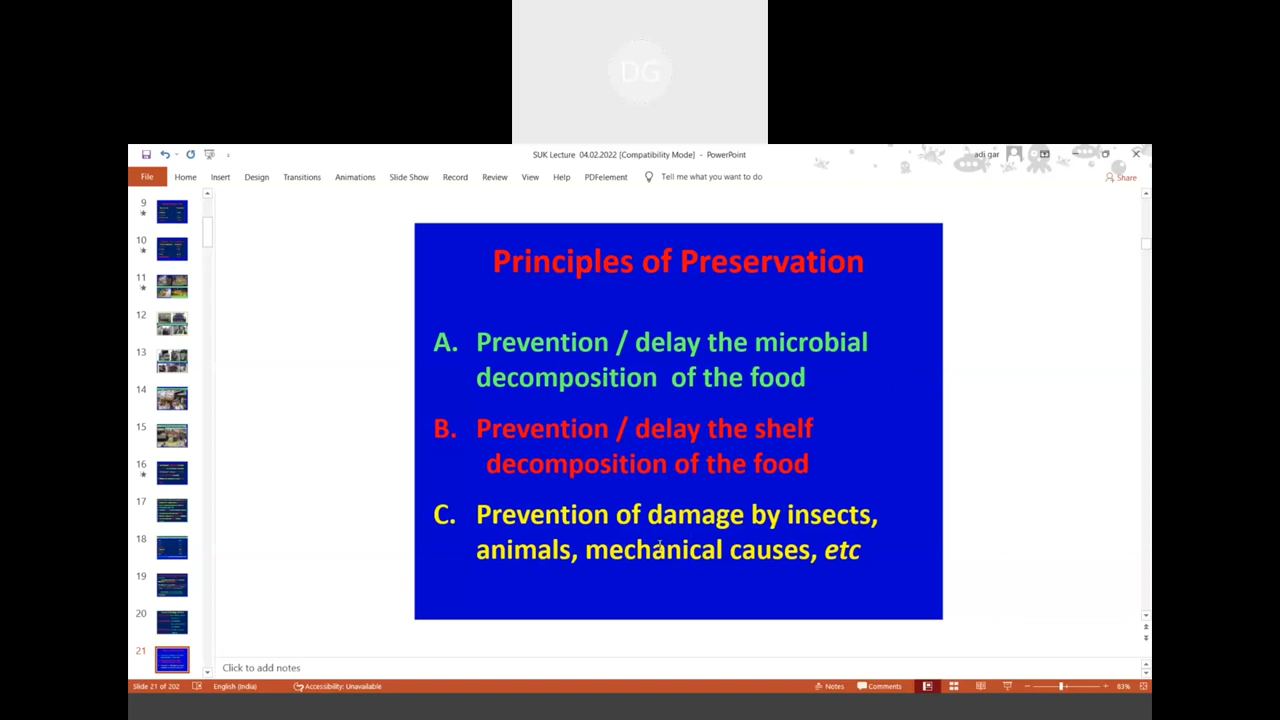 DG
SUK Lecture 04.02.2022 [Compatibility Mode] - PowerPoint
adi gar
File Home Insert Design Transitions Animations Slide Show Record Review View Help PDFelement Tell me what you want to do
Share
9
10
11
12
13
14
15
16
17
18
19
20
21
Principles of Preservation
A. Prevention / delay the microbial
decomposition of the food
B. Prevention / delay the shelf
decomposition of the food
C. Prevention of damage by insects,
animals, mechanical causes, etc
Click to add notes
Slide 21 of 202 English (India) Accessibility: Unavailable Notes Comments 83%